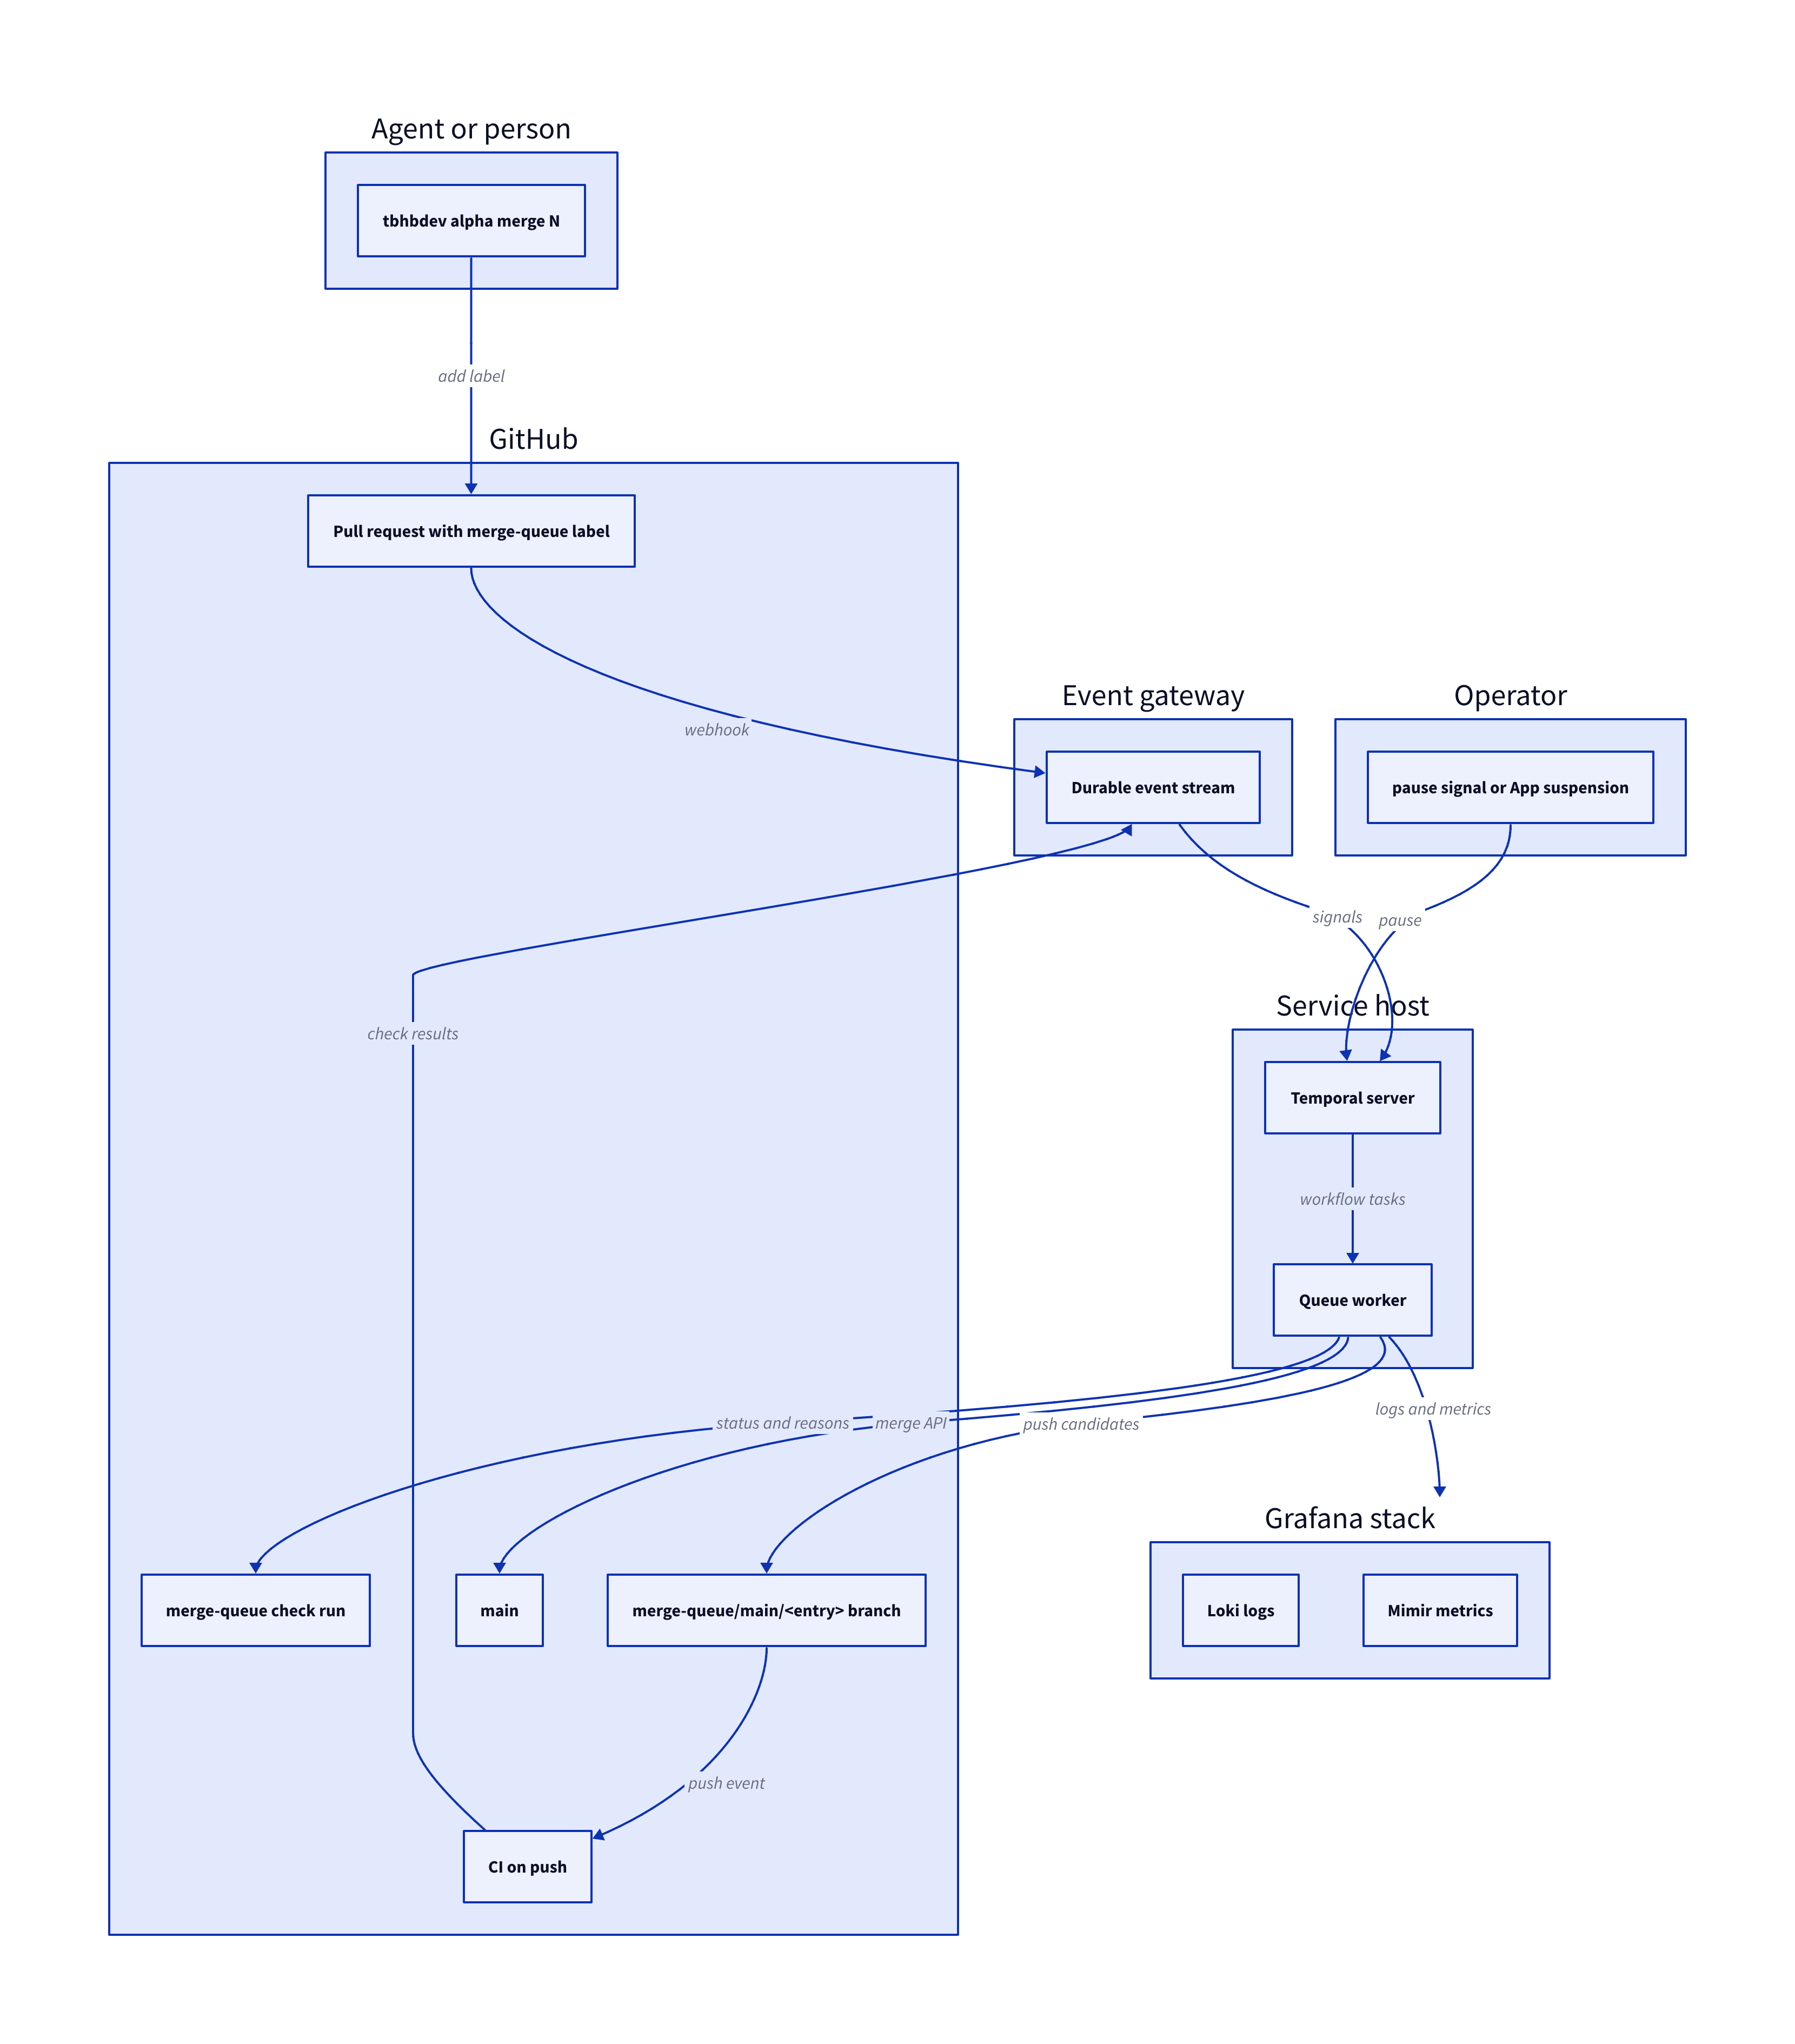 Agent or person
tbhbdev alpha merge N
add label
GitHub
Pull request with merge-queue label
webhook
Event gateway
Durable event stream
Operator
pause signal or App suspension
signals
pause
check results
Service host
Temporal server
workflow tasks
Queue worker
status and reasons
merge API
push candidates
logs and metrics
Grafana stack
merge-queue check run
main
merge-queue/main/<entry> branch
Loki logs
Mimir metrics
push event
CI on push